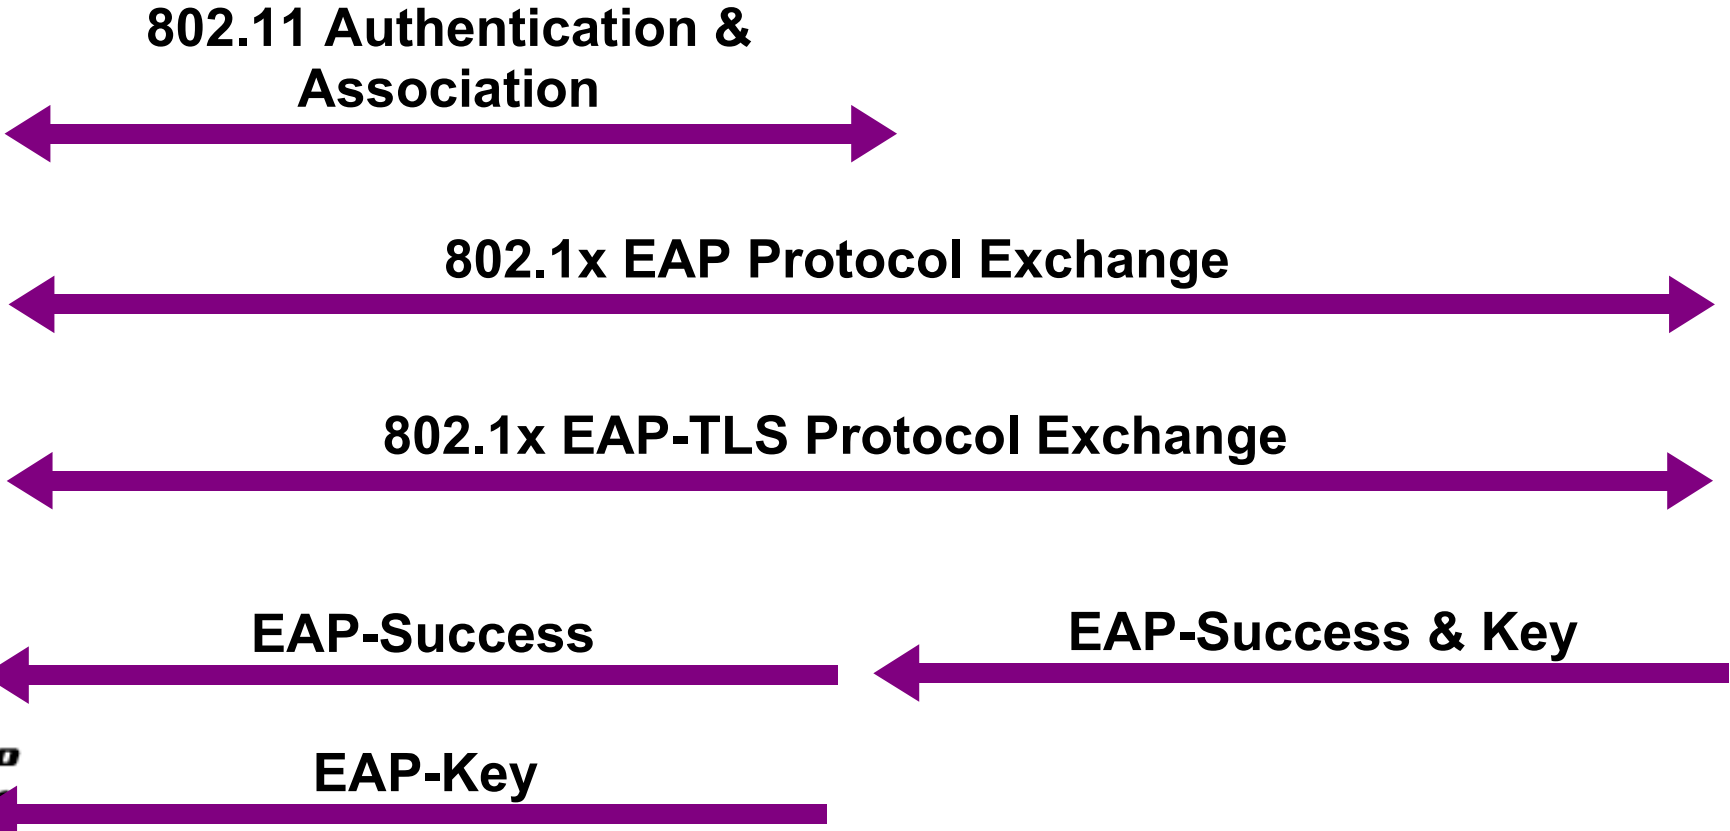 802.11 Authentication &
Association
802.1x EAP Protocol Exchange
802.1x EAP-TLS Protocol Exchange
EAP-Success
EAP-Success & Key
EAP-Key